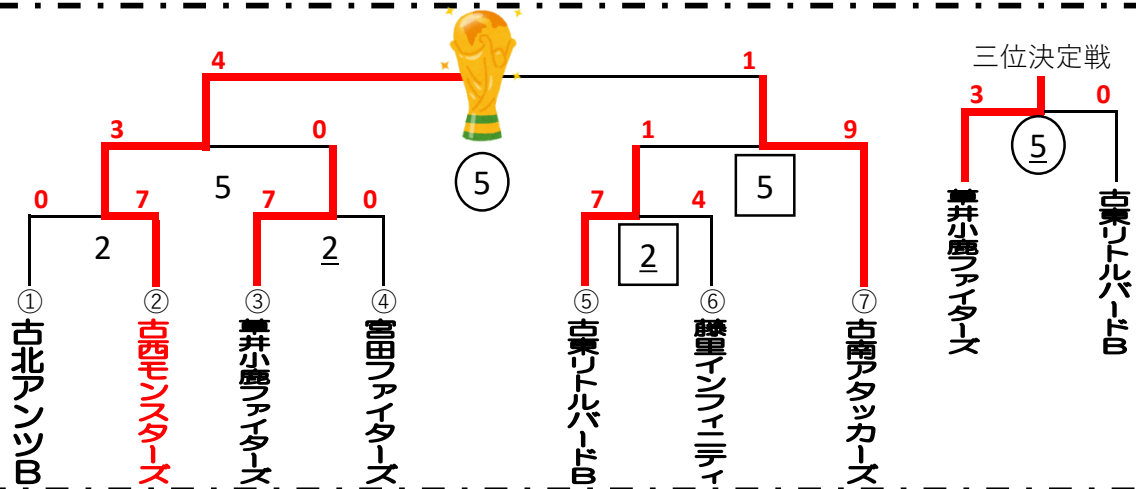 4
1
三位決定戦
3
0
3
0
1
9
5
5
5
5
0
7
7
0
7
4
2
2
2
①
②
③
④
⑤
⑥
⑦
古北アンツB
古西モンスターズ
草井小鹿ファイターズ
宮田ファイターズ
古東リトルバードB
藤里インフィニティ
古南アタッカーズ
草井小鹿ファイターズ
古東リトルバードB